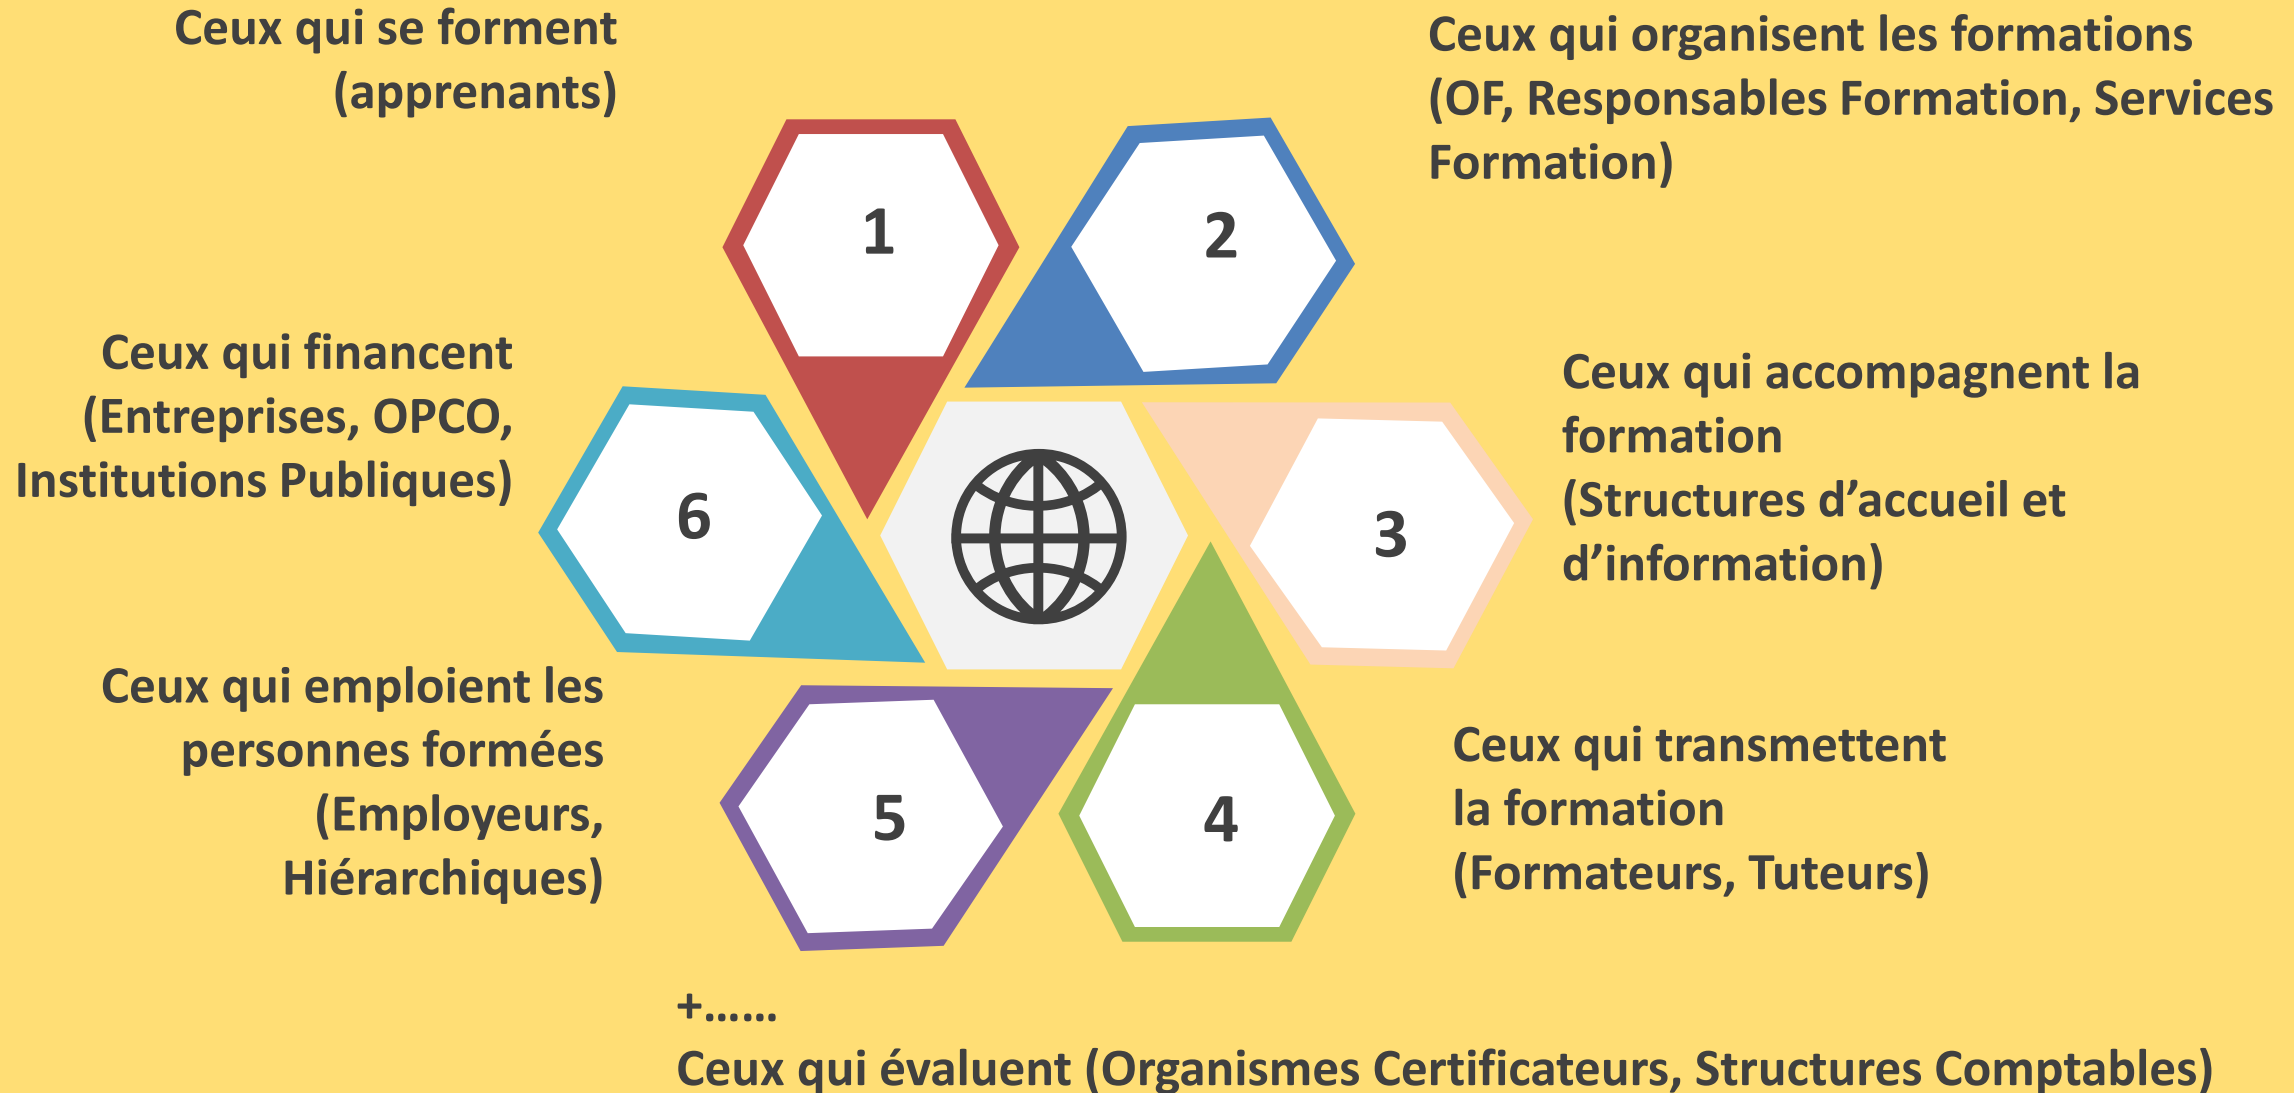 Ceux qui se forment
(apprenants)
1
Ceux qui organisent les formations
(OF, Responsables Formation, Services
Formation)
2
Ceux qui accompagnent la
formation
(Structures d’accueil et
d’information)
3
Ceux qui transmettent
la formation
(Formateurs, Tuteurs)
4
Ceux qui emploient les
personnes formées
(Employeurs,
Hiérarchiques)
5
Ceux qui financent
(Entreprises, OPCO,
Institutions Publiques)
6
+……
Ceux qui évaluent (Organismes Certificateurs, Structures Comptables)